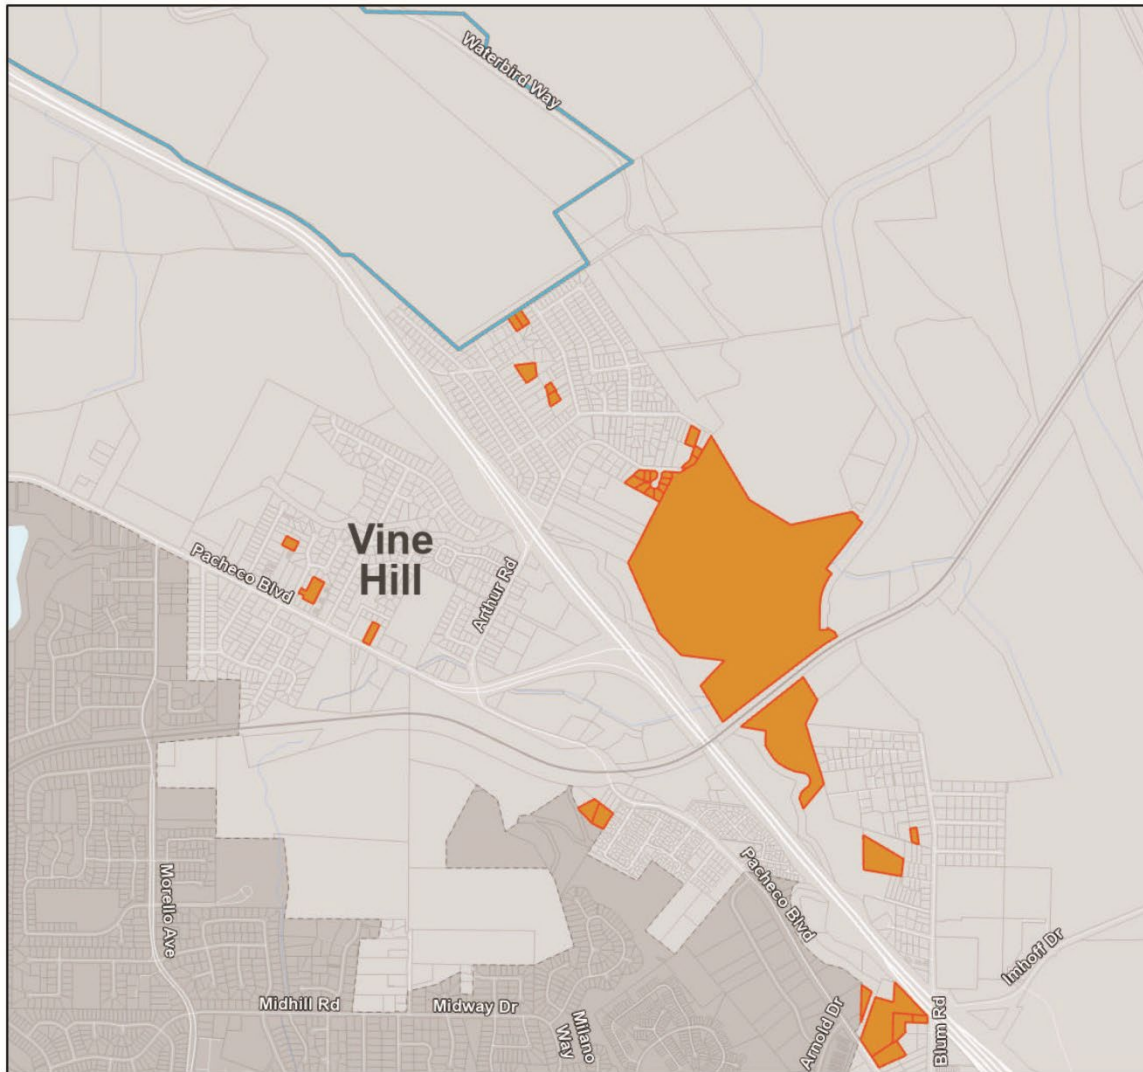 Waterbird Way
Vine
Hill
Pacheco Blvd
Arthur Rd
Morello Ave
Pacheco Blvd
Imhoff Dr
Midhill Rd
Midway Dr
Milano
Way
Arnold Dr
Blum Rd